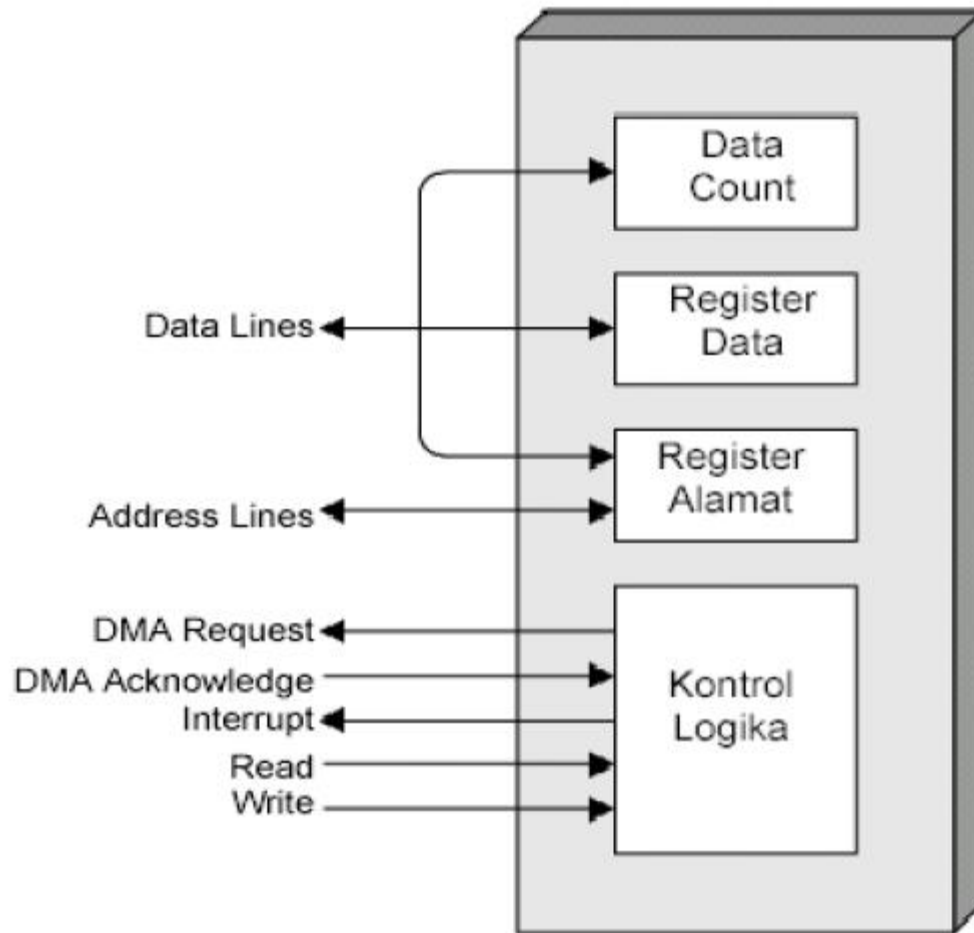 Data
Count
Register
Data
Data Lines
Register
Alamat
Address Lines
DMA Request
DMA Acknowledge
Interrupt
Read
Write
Kontrol
Logika